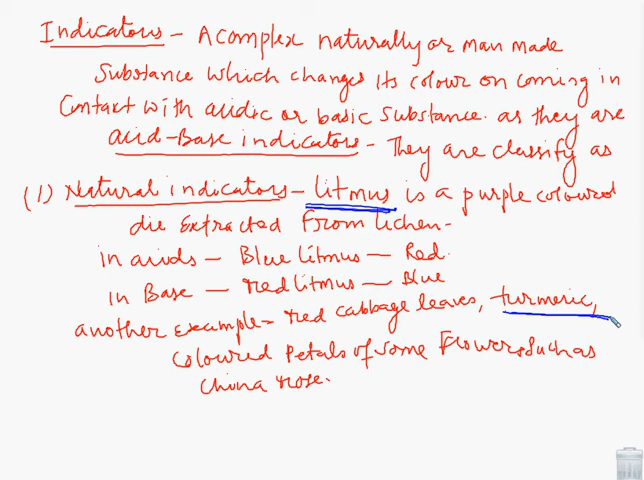 Indicators - A complex naturally or man made
Substance which changes its colour on coming in
Contact with acidic or basic substance. as they are
acid-Base indicators - They are classify as
(1) Natural indicators - litmus is a purple coloured
die Extracted From lichen-
in acids - Blue litmus - Red.
in Base - red litmus - Blue
another example - red cabbage leaves, turmeric,
coloured Petals of some Flowers Such as
China rose.